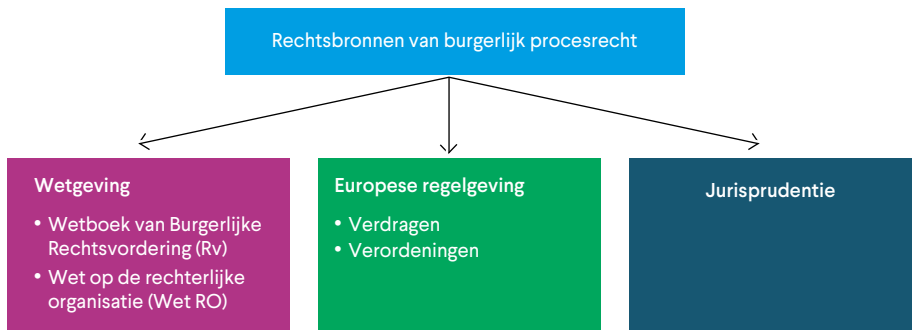 Rechtsbronnen van burgerlijk procesrecht
Wetgeving
• Wetboek van Burgerlijke
Rechtsvordering (Rv)
• Wet op de rechterlijke
organisatie (Wet RO)
Europese regelgeving
• Verdragen
• Verordeningen
Jurisprudentie